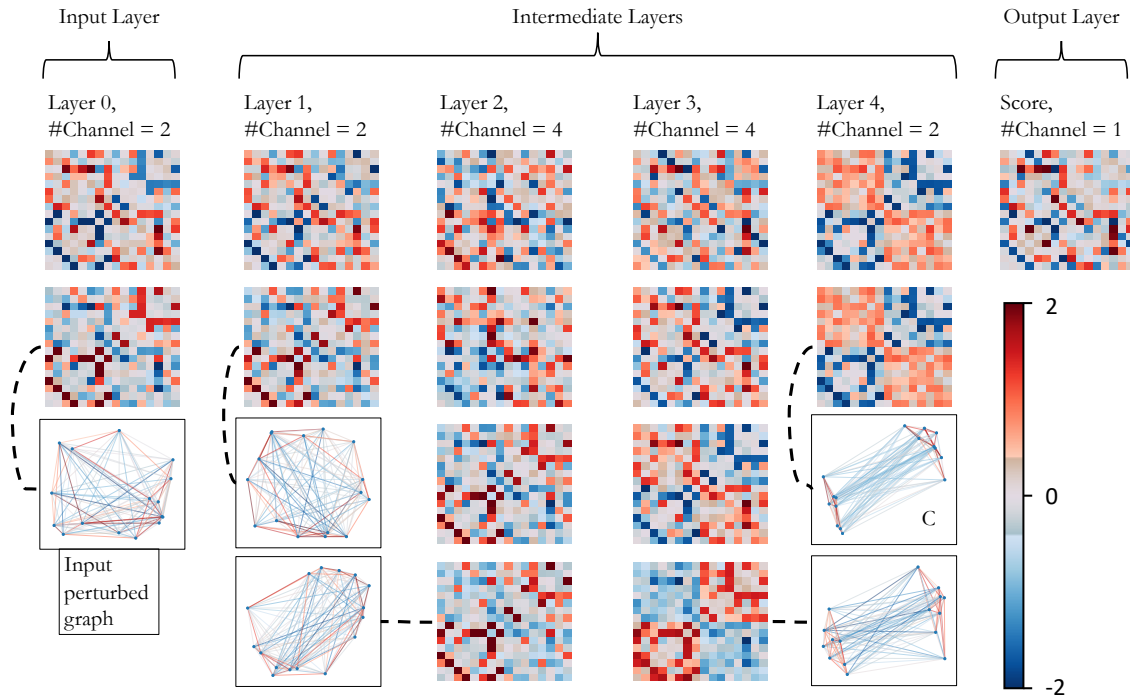 Input Layer
Intermediate Layers
Output Layer
Layer 0,
#Channel = 2
Layer 1,
#Channel = 2
Layer 2,
#Channel = 4
Layer 3,
#Channel = 4
Layer 4,
#Channel = 2
Score,
#Channel = 1
2
0
-2
C
Input
perturbed
graph